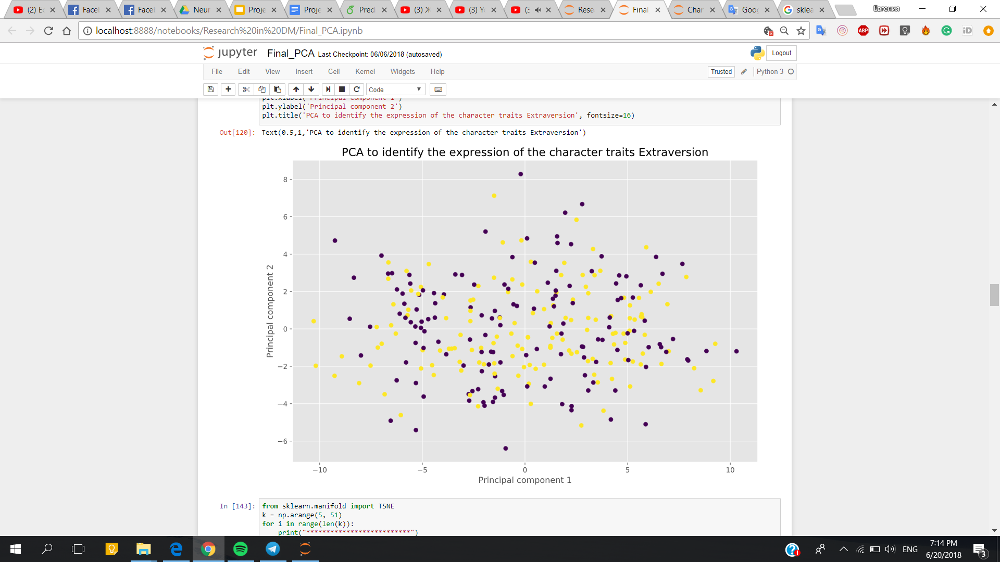 (2) Ec
Facel
Facel
Neur
Proje
Proje
Pred
(3) Ж
(3) Yo
(3
Rese
Final
Char
Goog
sklea
Евгения
localhost:8888/notebooks/Research%20in%20DM/Final_PCA.ipynb
jupyter Final_PCA Last Checkpoint: 06/06/2018 (autosaved)
Logout
File Edit View Insert Cell Kernel Widgets Help
Trusted Python 3
Code
plt.xlabel('Principal component 1')
plt.ylabel('Principal component 2')
plt.title('PCA to identify the expression of the character traits Extraversion', fontsize=16)
Out[120]: Text(0.5,1,'PCA to identify the expression of the character traits Extraversion')
PCA to identify the expression of the character traits Extraversion
8
6
4
2
0
−2
−4
−6
Principal component 2
−10 −5 0 5 10
Principal component 1
In [143]: from sklearn.manifold import TSNE
k = np.arange(5, 51)
for i in range(len(k)):
print("**************************")
ENG
7:14 PM
6/20/2018
3